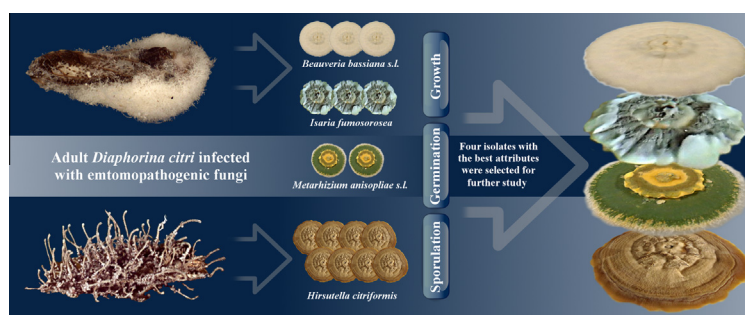 Beauveria bassiana s.l.
Isaria fumosorosea
Adult Diaphorina citri infected
with emtomopathogenic fungi
Metarhizium anisopliae s.l.
Hirsutella citriformis
Growth
Germination
Sporulation
Four isolates with
the best attributes
were selected for
further study